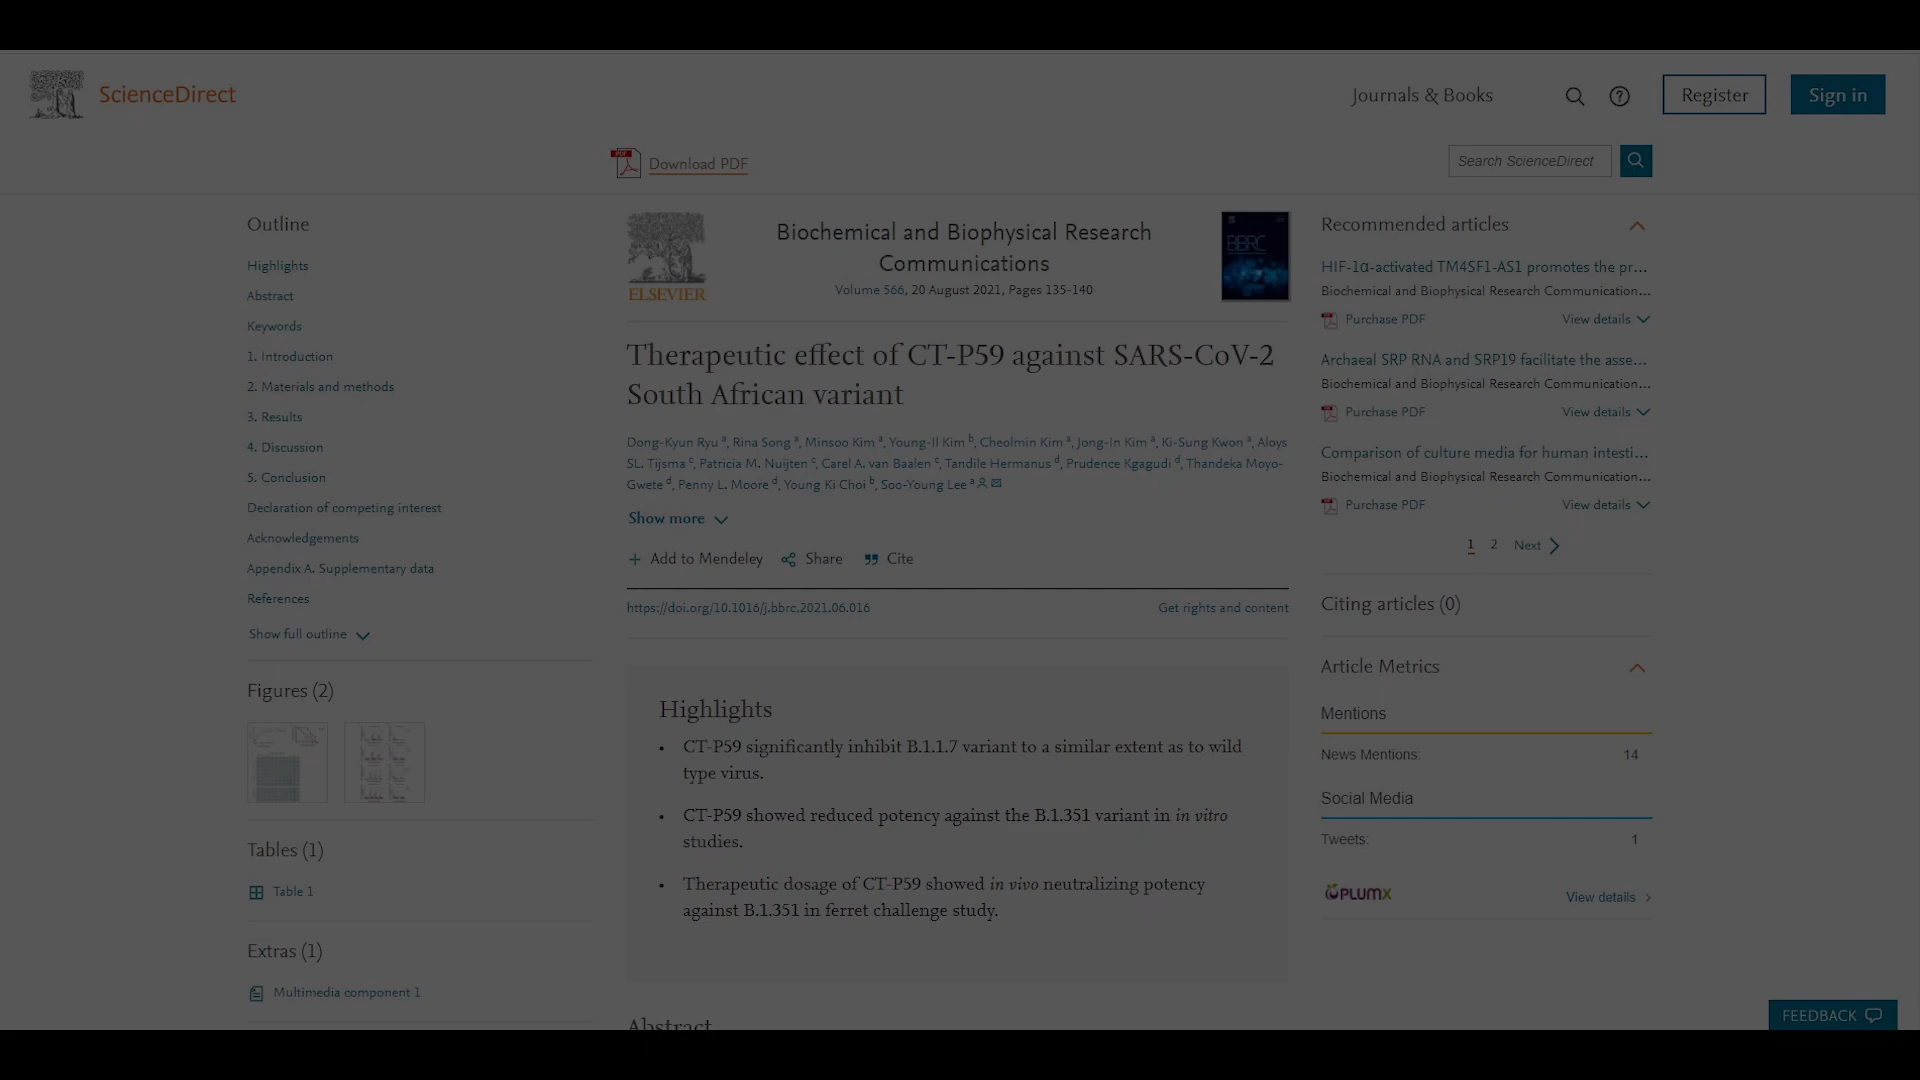 ScienceDirect
Journals & Books
Register
Sign in
Download PDF
Search ScienceDirect
Outline
Highlights
Abstract
Keywords
1. Introduction
2. Materials and methods
3. Results
4. Discussion
5. Conclusion
Declaration of competing interest
Acknowledgements
Appendix A. Supplementary data
References
Show full outline
Figures (2)
Tables (1)
Table 1
Extras (1)
Multimedia component 1
ELSEVIER
Biochemical and Biophysical Research
Communications
Volume 566, 20 August 2021, Pages 135-140
BBRC
Therapeutic effect of CT-P59 against SARS-CoV-2
South African variant
Dong-Kyun Ryu a, Rina Song a, Minsoo Kim a, Young-Il Kim b, Cheolmin Kim a, Jong-In Kim a, Ki-Sung Kwon a, Aloys
SL. Tijsma c, Patricia M. Nuijten c, Carel A. van Baalen c, Tandile Hermanus d, Prudence Kgagudi d, Thandeka Moyo-
Gwete d, Penny L. Moore d, Young Ki Choi b, Soo-Young Lee a
Show more
Add to Mendeley
Share
Cite
https://doi.org/10.1016/j.bbrc.2021.06.016
Get rights and content
Highlights
• CT-P59 significantly inhibit B.1.1.7 variant to a similar extent as to wild
type virus.
• CT-P59 showed reduced potency against the B.1.351 variant in in vitro
studies.
• Therapeutic dosage of CT-P59 showed in vivo neutralizing potency
against B.1.351 in ferret challenge study.
Abstract
Recommended articles
HIF-1α-activated TM4SF1-AS1 promotes the pr...
Biochemical and Biophysical Research Communication...
Purchase PDF
View details
Archaeal SRP RNA and SRP19 facilitate the asse...
Biochemical and Biophysical Research Communication...
Purchase PDF
View details
Comparison of culture media for human intesti...
Biochemical and Biophysical Research Communication...
Purchase PDF
View details
1 2 Next
Citing articles (0)
Article Metrics
Mentions
News Mentions: 14
Social Media
Tweets: 1
PLUMX
View details
FEEDBACK